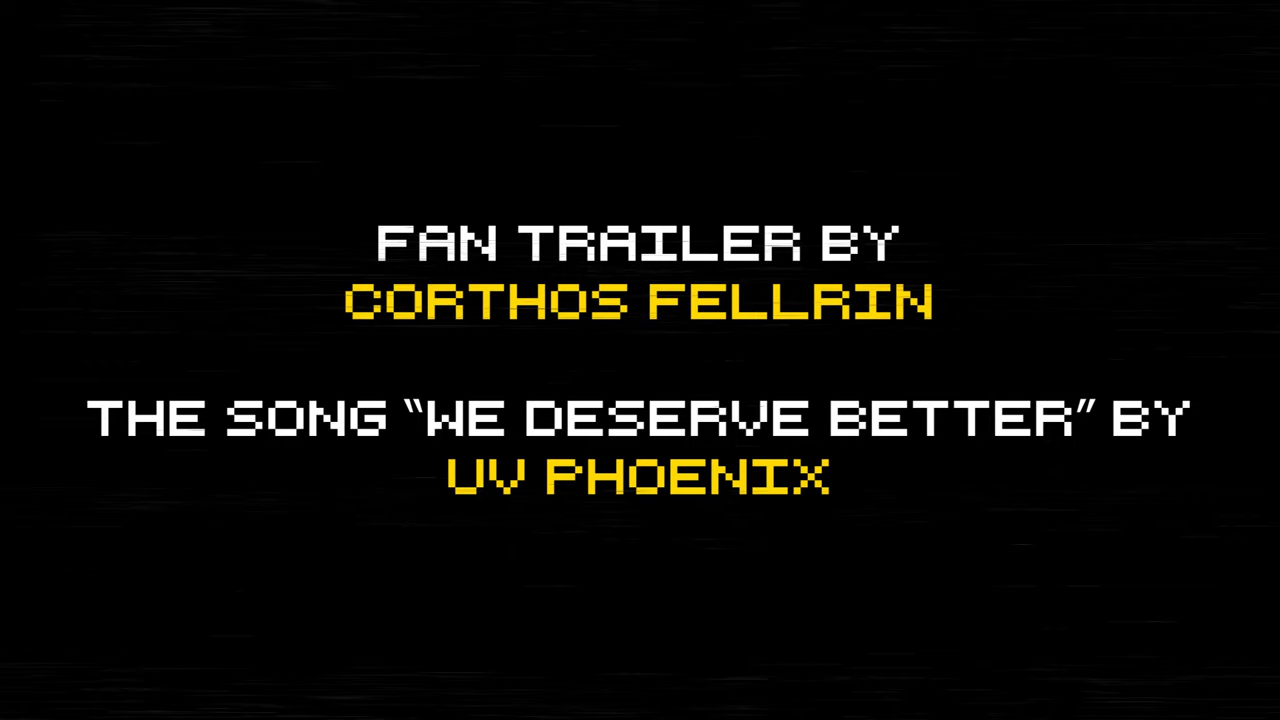 FAN TRAILER BY
CORTHOS FELLRIN
THE SONG “WE DESERVE BETTER” BY
UV PHOENIX